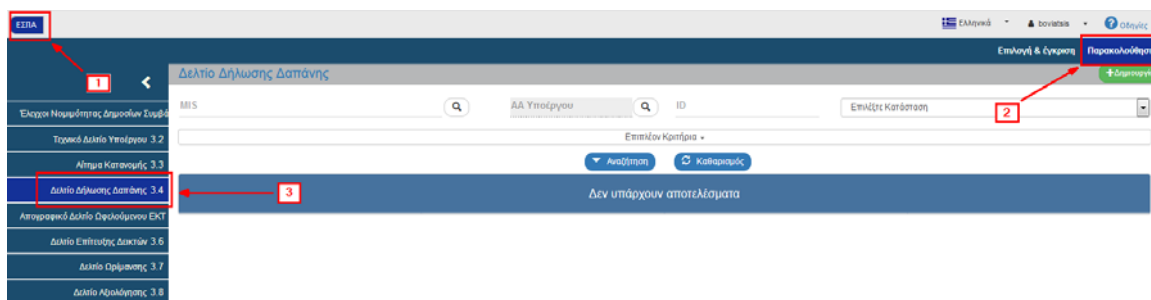 ΕΣΠΑ
Ελληνικά
boviatsis
Οδηγίες
Επιλογή & έγκριση
Παρακολούθηση
1
Δελτίο Δήλωσης Δαπάνης
+Δημιουργί
2
MIS
ΑΑ Υποέργου
ID
Επιλέξτε Κατάσταση
Έλεγχοι Νομιμότητας Δημοσίων Συμβά
Τεχνικό Δελτίο Υποέργου 3.2
Επιπλέον Κριτήρια
Αίτημα Κατανομής 3.3
Αναζήτηση
Καθαρισμός
Δελτίο Δήλωσης Δαπάνης 3.4
3
Δεν υπάρχουν αποτελέσματα
Απογραφικό Δελτίο Ωφελούμενου ΕΚΤ
Δελτίο Επίτευξης Δεικτών 3.6
Δελτίο Ωρίμανσης 3.7
Δελτίο Αξιολόγησης 3.8